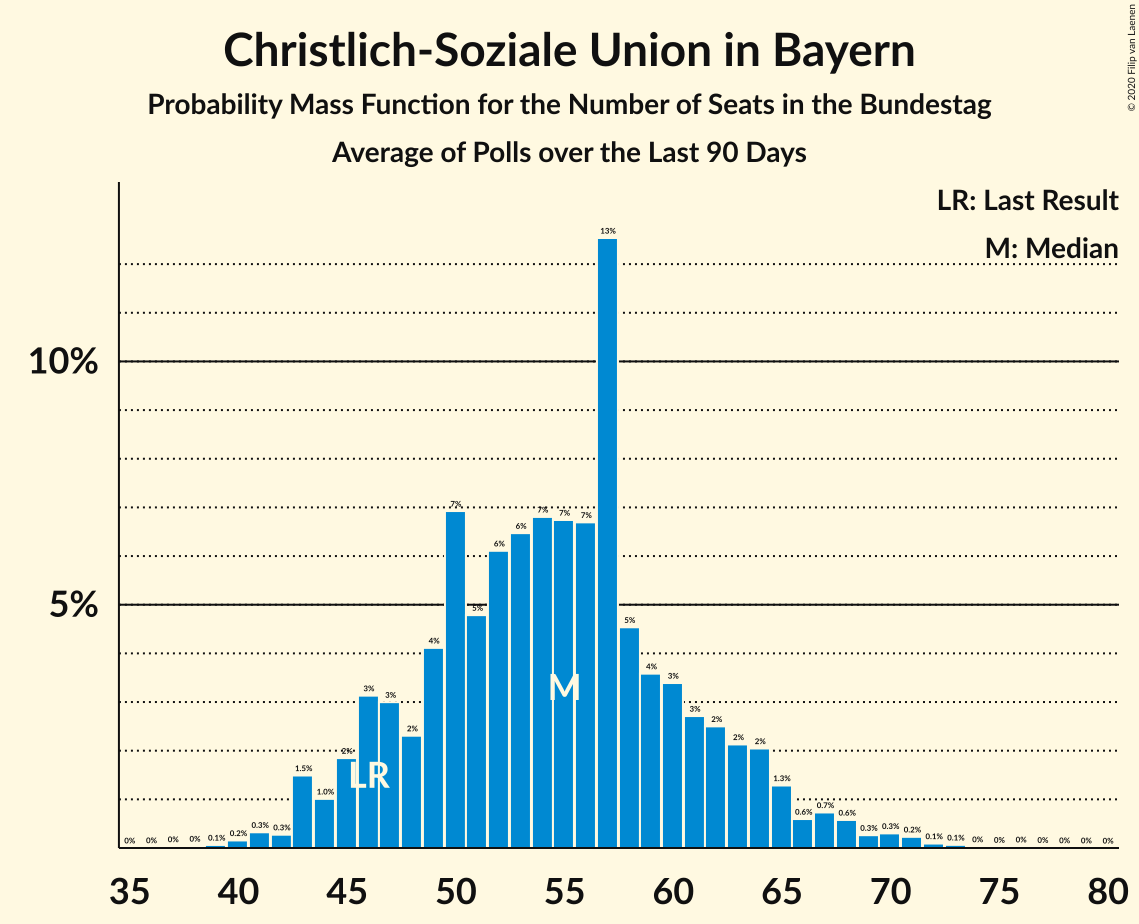 Christlich-Soziale Union in Bayern
Probability Mass Function for the Number of Seats in the Bundestag
Average of Polls over the Last 90 Days
© 2020 Filip van Laenen
LR: Last Result
M: Median
10%
5%
0% 0% 0% 0% 0.1% 0.2% 0.3% 0.3% 1.5% 1.0% 2% 3% 3% 2% 4% 7% 5% 6% 6% 7% 7% 7% 13% 5% 4% 3% 3% 2% 2% 2% 1.3% 0.6% 0.7% 0.6% 0.3% 0.3% 0.2% 0.1% 0.1% 0% 0% 0% 0% 0% 0% 0%
M
LR
35 40 45 50 55 60 65 70 75 80